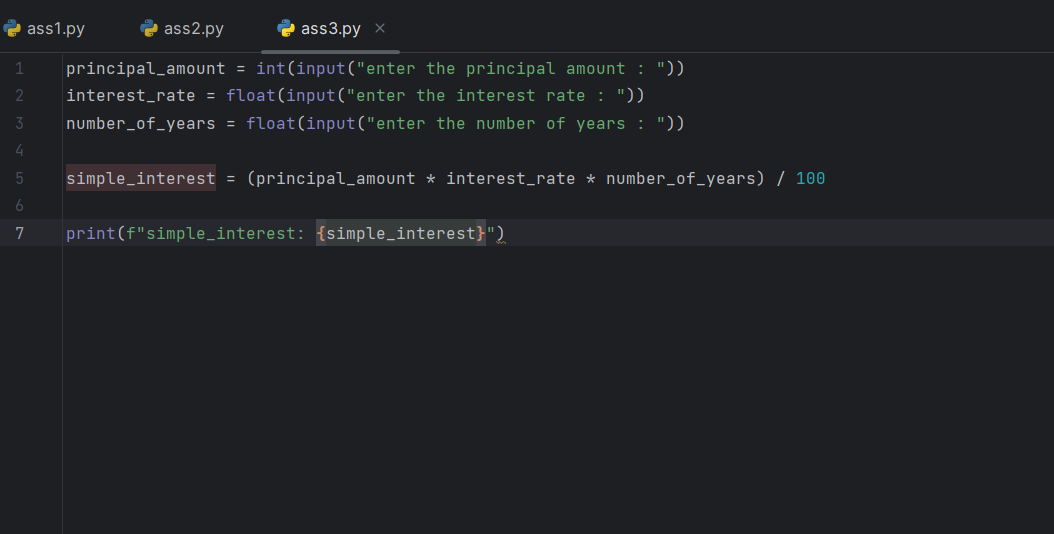 ass1.py ass2.py ass3.py
1 principal_amount = int(input("enter the principal amount : "))
2 interest_rate = float(input("enter the interest rate : "))
3 number_of_years = float(input("enter the number of years : "))
4
5 simple_interest = (principal_amount * interest_rate * number_of_years) / 100
6
7 print(f"simple_interest: {simple_interest}")